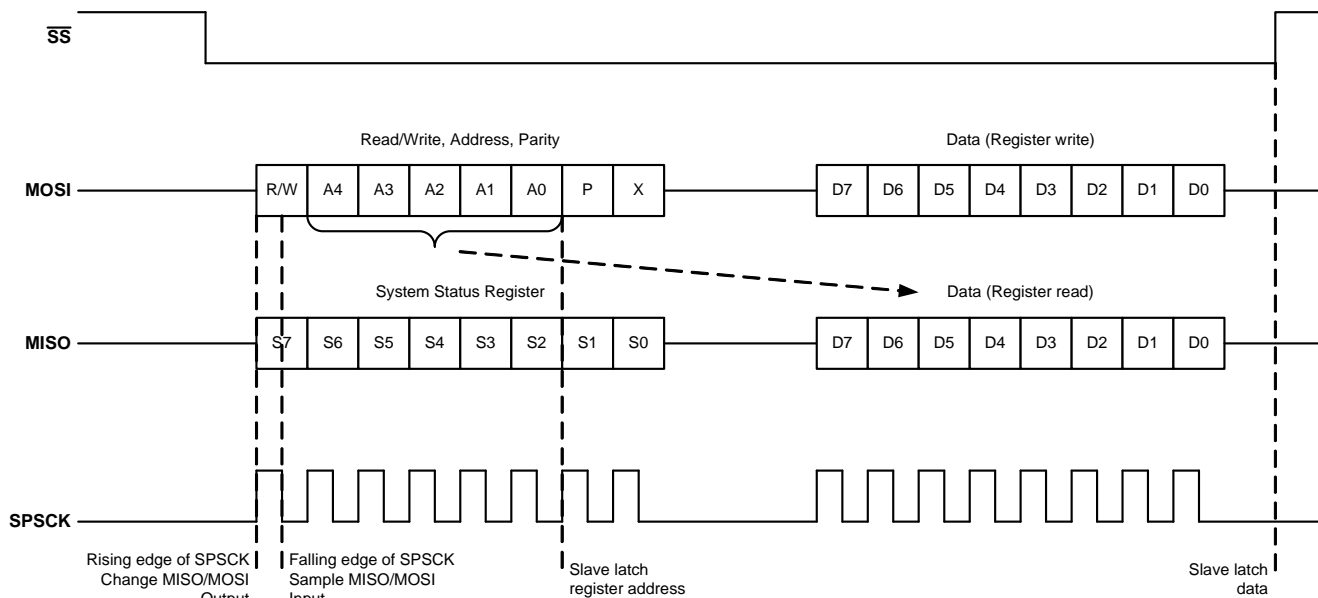 SS
Read/Write, Address, Parity
Data (Register write)
MOSI
R/W A4 A3 A2 A1 A0 P X
D7 D6 D5 D4 D3 D2 D1 D0
System Status Register
Data (Register read)
MISO
S7 S6 S5 S4 S3 S2 S1 S0
D7 D6 D5 D4 D3 D2 D1 D0
SPSCK
Rising edge of SPSCK
Change MISO/MOSI
Output
Falling edge of SPSCK
Sample MISO/MOSI
Input
Slave latch
register address
Slave latch
data